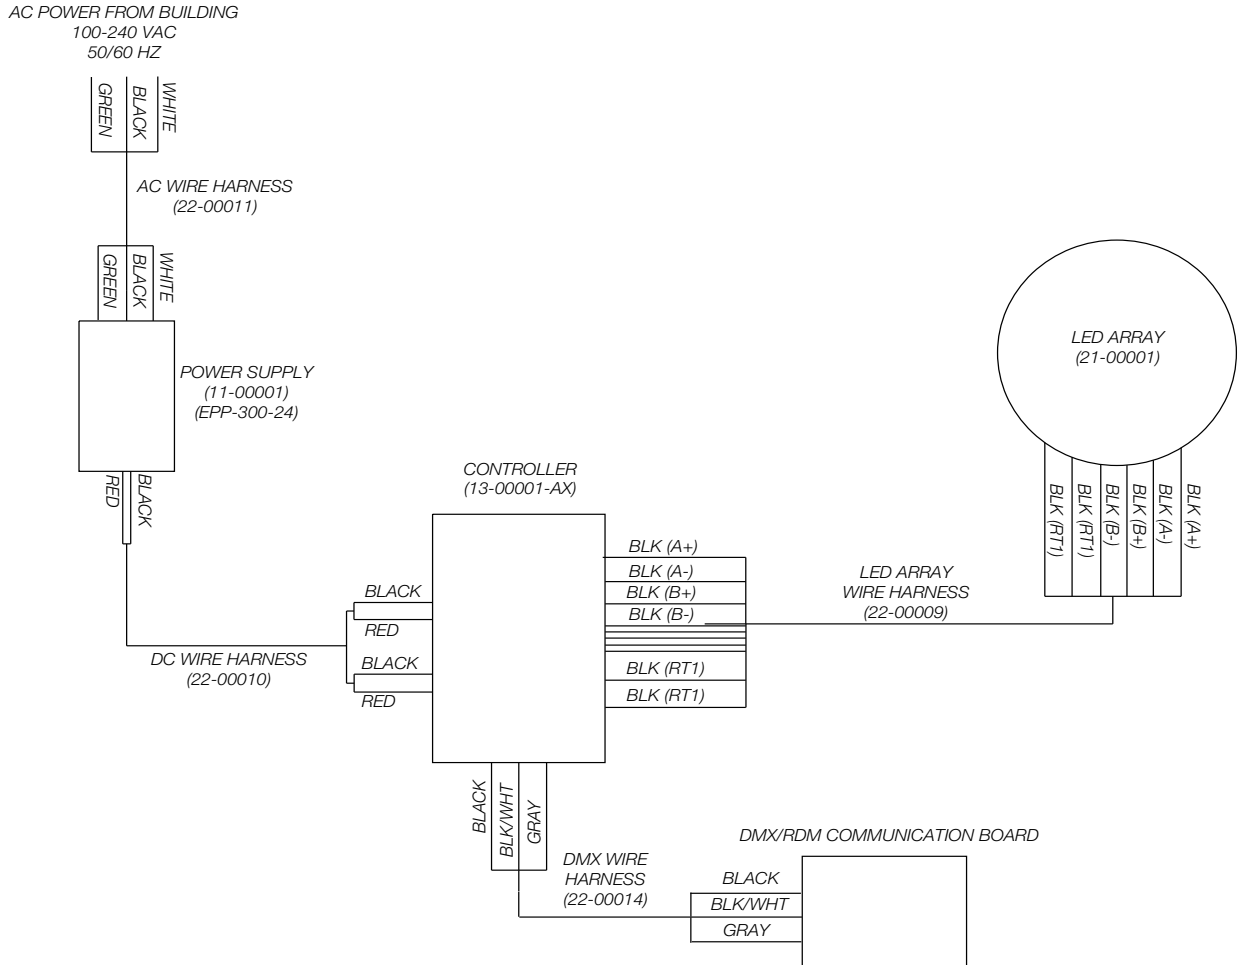 AC POWER FROM BUILDING
100-240 VAC
50/60 HZ
GREEN
BLACK
WHITE
AC WIRE HARNESS
(22-00011)
GREEN
BLACK
WHITE
POWER SUPPLY
(11-00001)
(EPP-300-24)
RED
BLACK
DC WIRE HARNESS
(22-00010)
BLACK
RED
BLACK
RED
CONTROLLER
(13-00001-AX)
BLK (A+)
BLK (A-)
BLK (B+)
BLK (B-)
BLK (RT1)
BLK (RT1)
LED ARRAY
WIRE HARNESS
(22-00009)
LED ARRAY
(21-00001)
BLK (RT1)
BLK (RT1)
BLK (B-)
BLK (B+)
BLK (A-)
BLK (A+)
BLACK
BLK/WHT
GRAY
DMX WIRE
HARNESS
(22-00014)
DMX/RDM COMMUNICATION BOARD
BLACK
BLK/WHT
GRAY